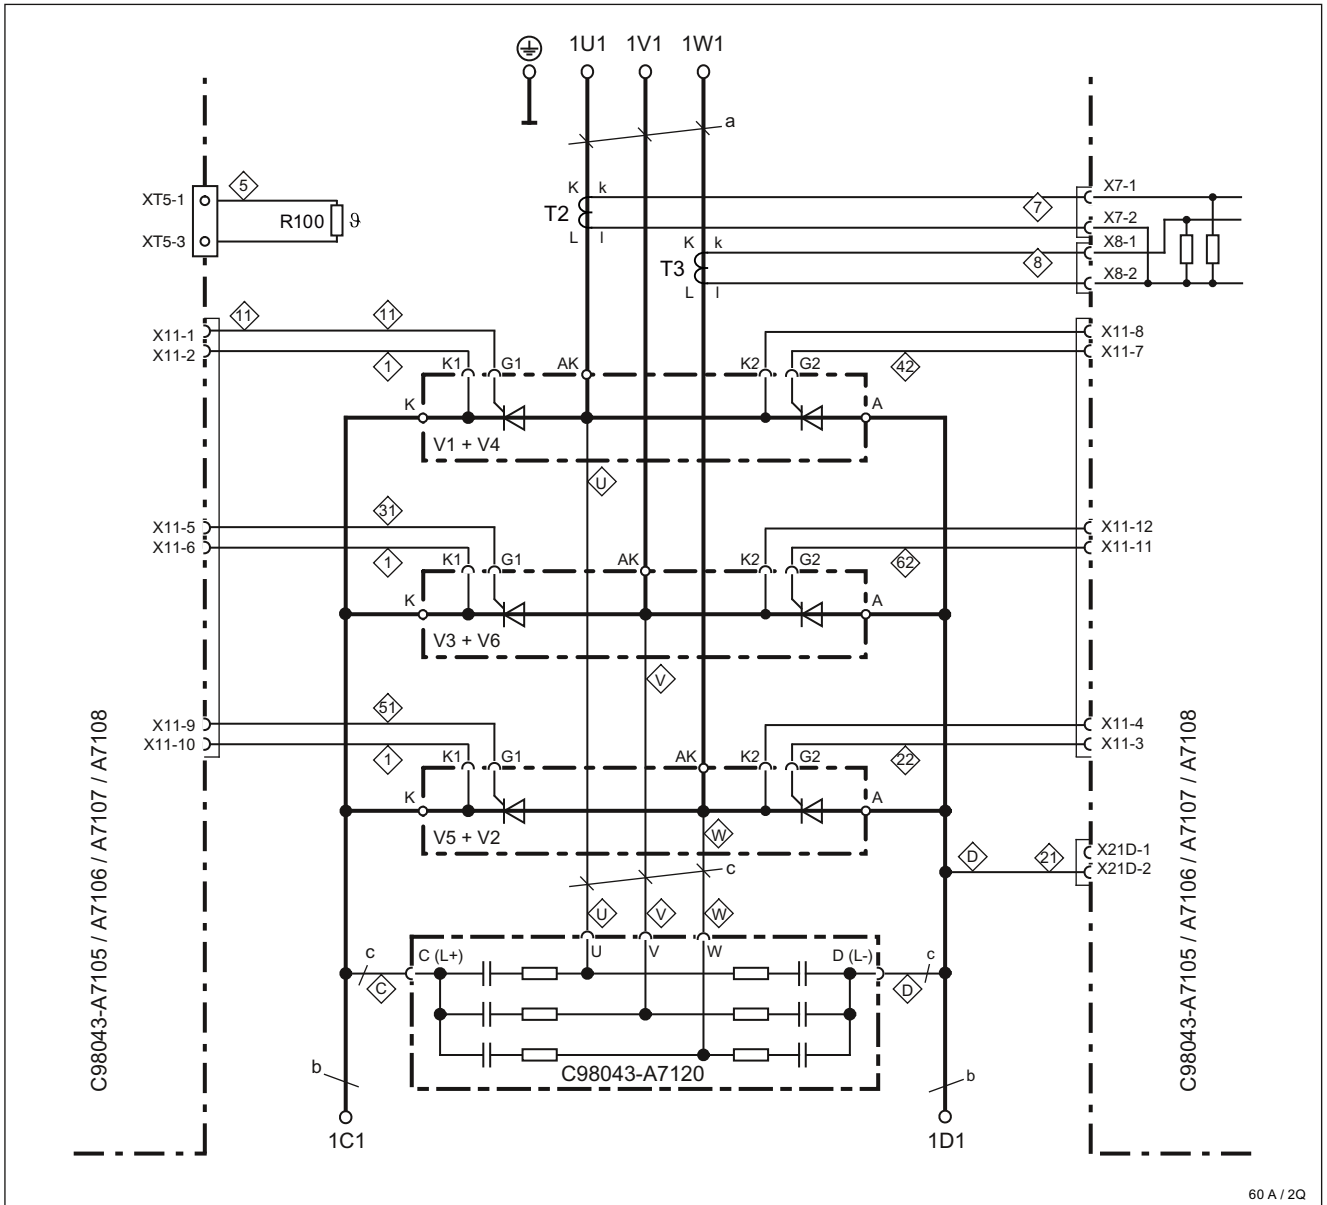 1U1 1V1 1W1
a
XT5-1 5
R100 ϑ
XT5-3
K k
T2
L l
7 X7-1
X7-2
K k
T3
L l
8 X8-1
X8-2
X11-1 11 11
X11-2 1 K1 G1 AK K2 G2 42
X11-8
X11-7
K A
V1 + V4
U
X11-5 31
X11-6 1 K1 G1 AK K2 G2 62
X11-12
X11-11
K A
V3 + V6
V
X11-9 51
X11-10 1 K1 G1 AK K2 G2 22
X11-4
X11-3
K A
V5 + V2
W
c
D 21 X21D-1
X21D-2
U V W
U V W
c C (L+) D (L-) c
C D
C98043-A7120
b b
1C1 1D1
C98043-A7105 / A7106 / A7107 / A7108
C98043-A7105 / A7106 / A7107 / A7108
60 A / 2Q